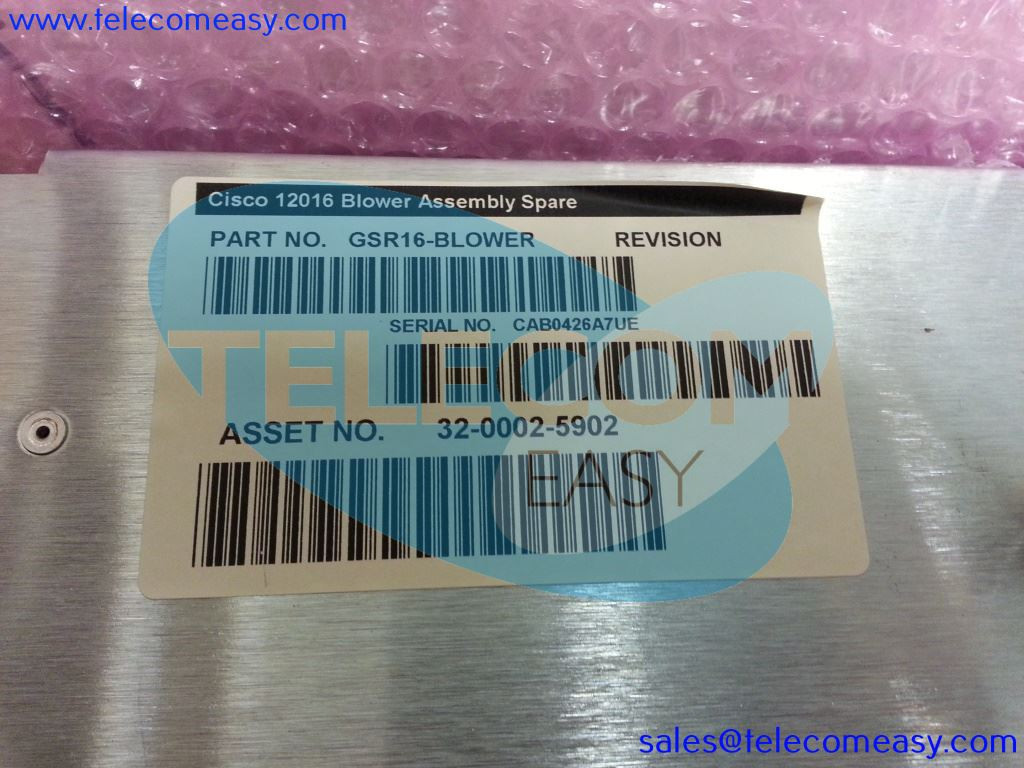 www.telecomeasy.com
Cisco 12016 Blower Assembly Spare
PART NO. GSR16-BLOWER REVISION
SERIAL NO. CAB0426A7UE
TELECOM
ASSET NO. 32-0002-5902
EASY
sales@telecomeasy.com